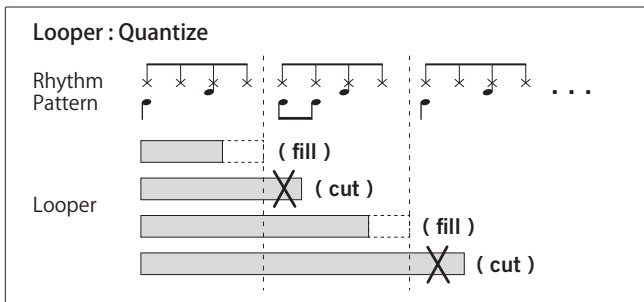 Looper : Quantize
Rhythm
Pattern
. . .
( fill )
( cut )
Looper
( fill )
( cut )